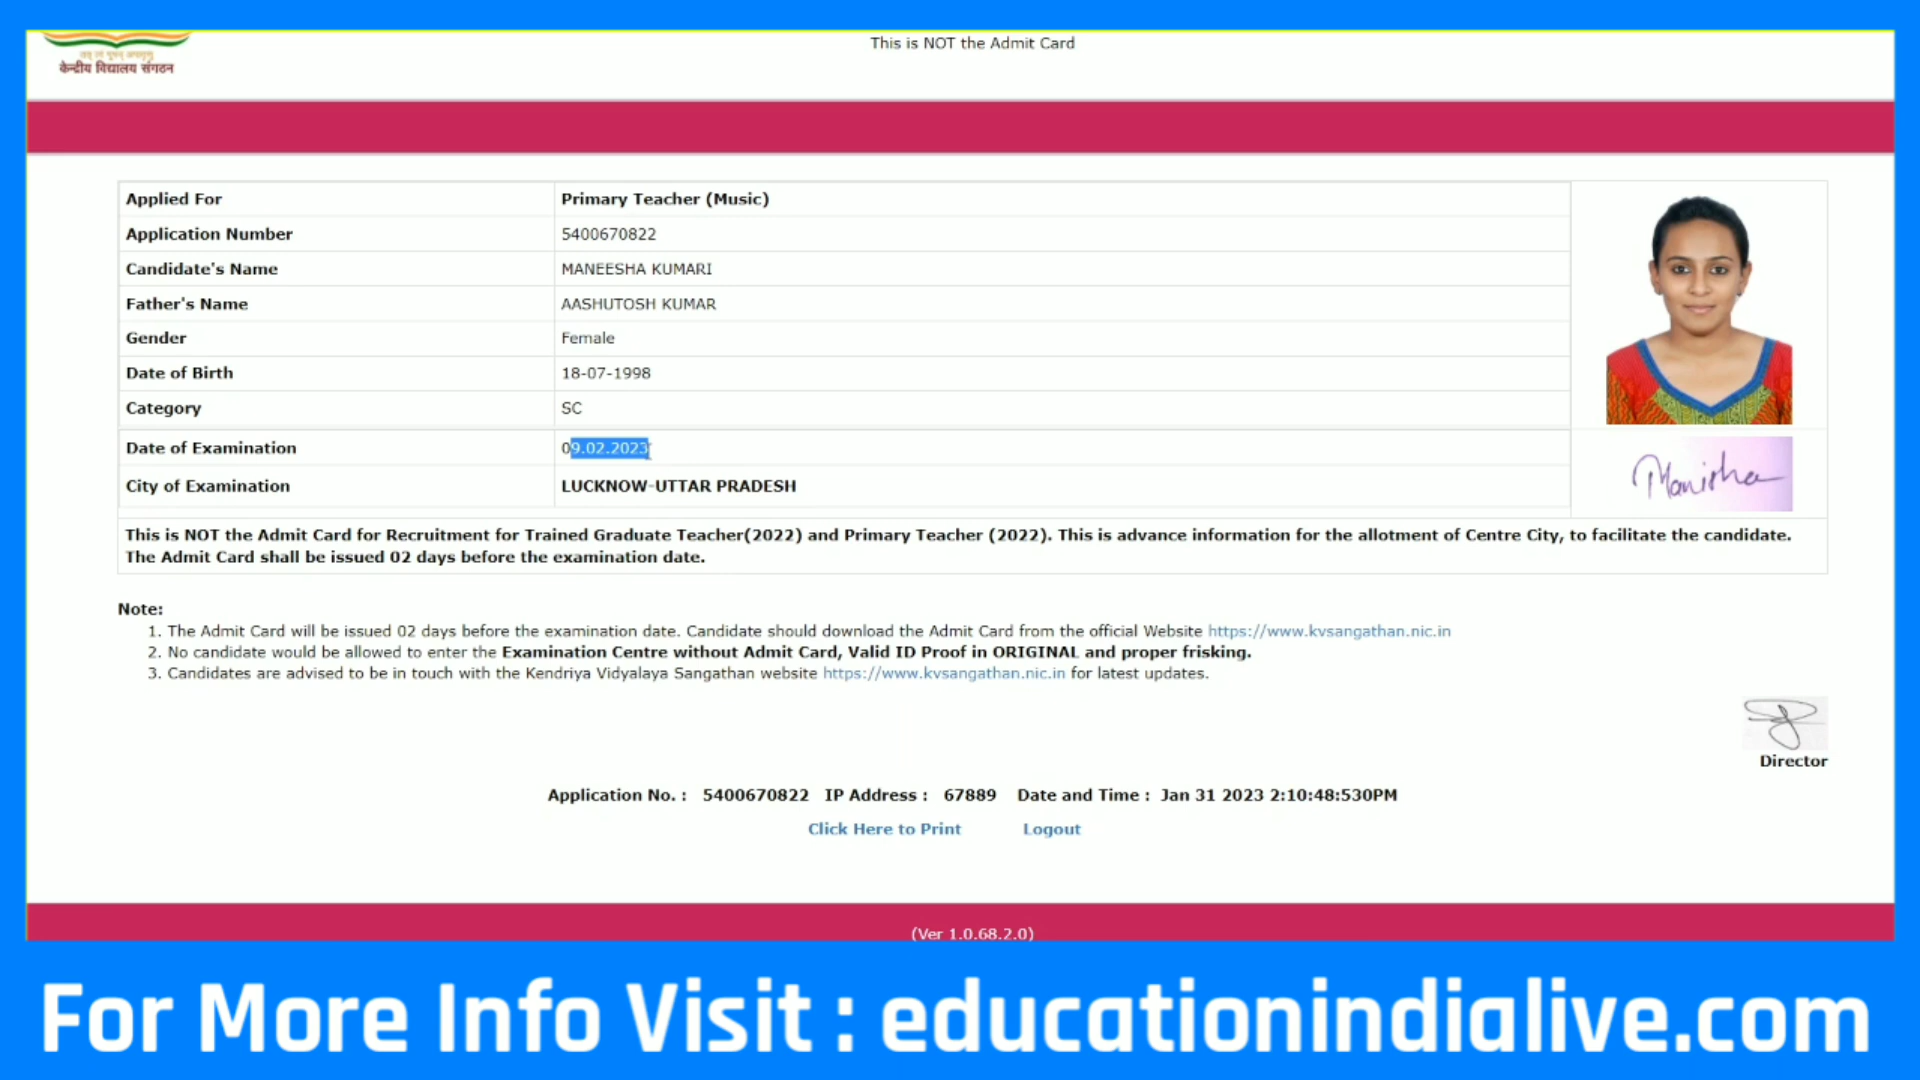 This is NOT the Admit Card
केन्द्रीय विद्यालय संगठन
Applied For Primary Teacher (Music)
Application Number 5400670822
Candidate's Name MANEESHA KUMARI
Father's Name AASHUTOSH KUMAR
Gender Female
Date of Birth 18-07-1998
Category SC
Date of Examination 09.02.2023
City of Examination LUCKNOW-UTTAR PRADESH
Manisha
This is NOT the Admit Card for Recruitment for Trained Graduate Teacher(2022) and Primary Teacher (2022). This is advance information for the allotment of Centre City, to facilitate the candidate.
The Admit Card shall be issued 02 days before the examination date.
Note:
1. The Admit Card will be issued 02 days before the examination date. Candidate should download the Admit Card from the official Website https://www.kvsangathan.nic.in
2. No candidate would be allowed to enter the Examination Centre without Admit Card, Valid ID Proof in ORIGINAL and proper frisking.
3. Candidates are advised to be in touch with the Kendriya Vidyalaya Sangathan website https://www.kvsangathan.nic.in for latest updates.
Director
Application No. : 5400670822 IP Address : 67889 Date and Time : Jan 31 2023 2:10:48:530PM
Click Here to Print Logout
(Ver 1.0.68.2.0)
For More Info Visit : educationindialive.com